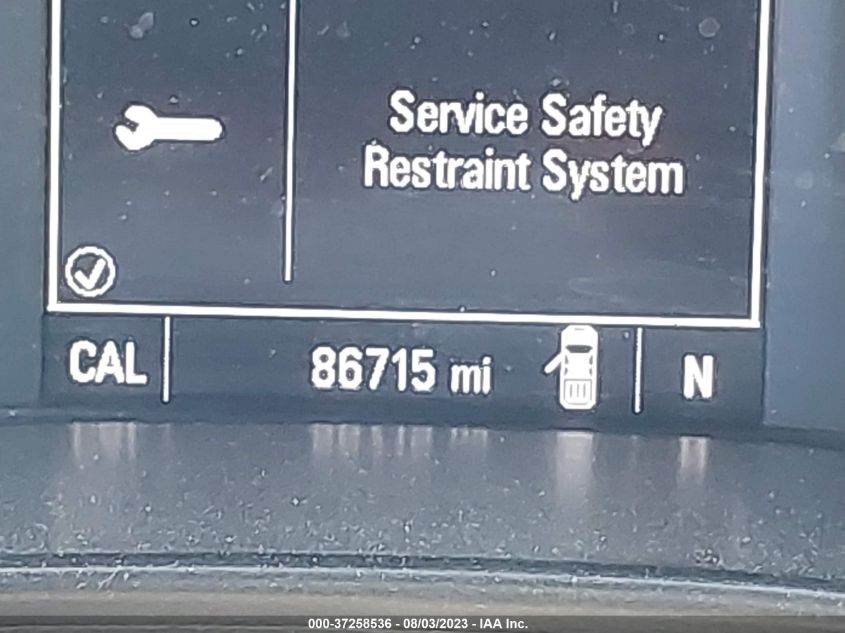 Service Safety
Restraint System
CAL 86715 mi N
000-37258536 - 08/03/2023 - IAA Inc.